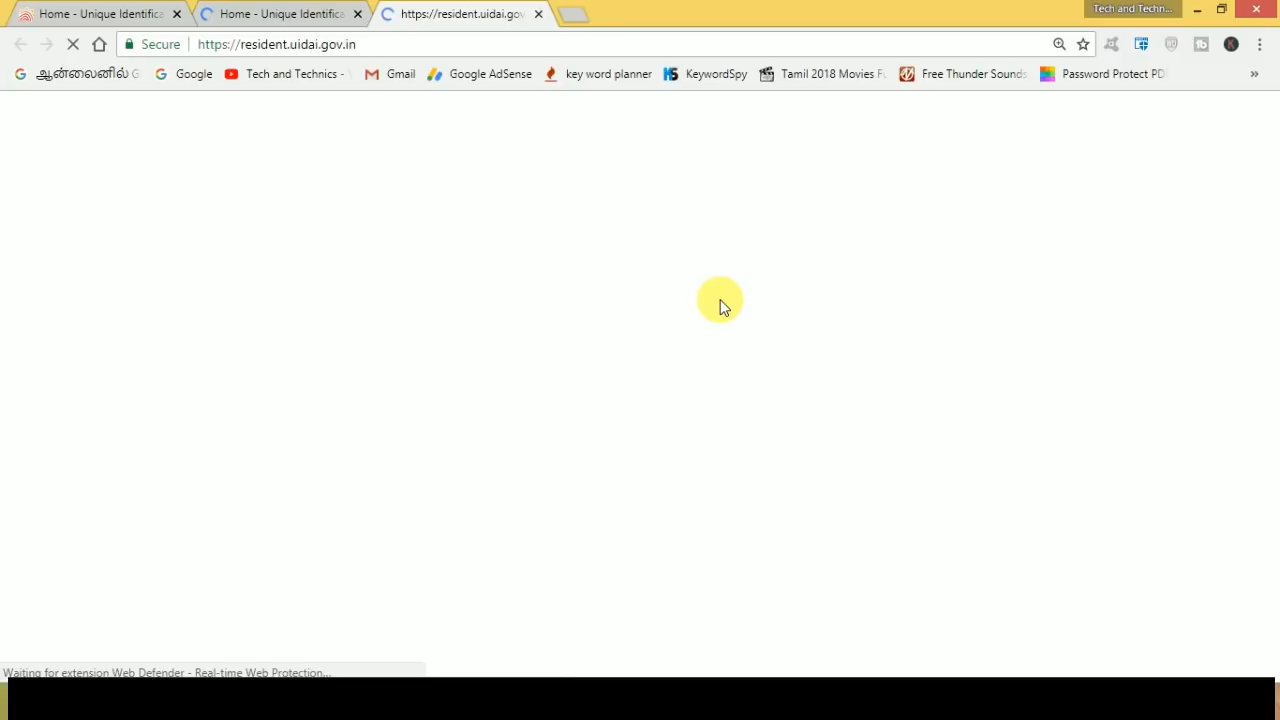 Home - Unique Identifica
Home - Unique Identifica
https://resident.uidai.gov
Tech and Techn...
Secure
https://resident.uidai.gov.in
ஆன்லைனில் G
Google
Tech and Technics -
Gmail
Google AdSense
key word planner
KeywordSpy
Tamil 2018 Movies Fu
Free Thunder Sounds
Password Protect PD
»
Waiting for extension Web Defender - Real-time Web Protection...